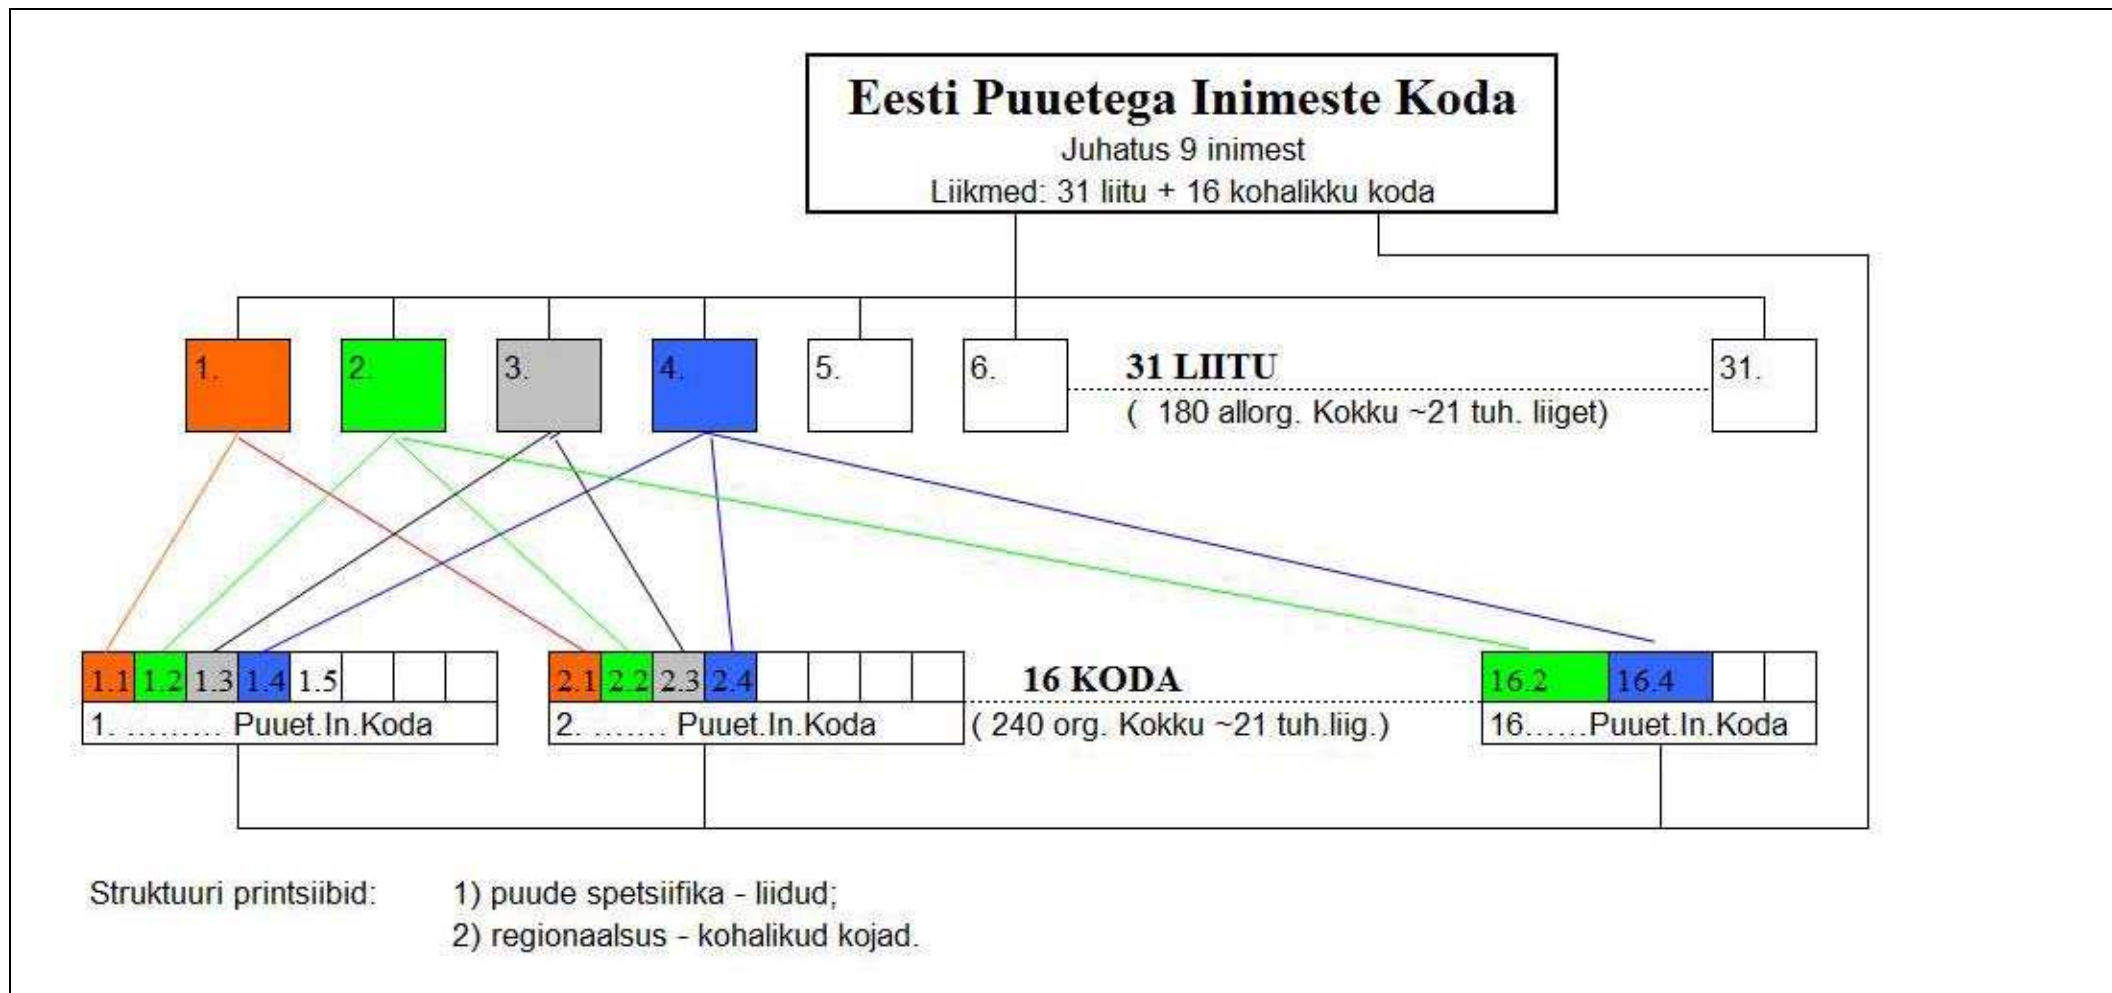 Eesti Puuetega Inimeste Koda
Juhatus 9 inimest
Liikmed: 31 liitu + 16 kohalikku koda
1. 2. 3. 4. 5. 6. 31 LIITU 31.
( 180 allorg. Kokku ~21 tuh. liiget)
1.1 1.2 1.3 1.4 1.5 2.1 2.2 2.3 2.4 16 KODA 16.2 16.4
1. ......... Puuet.In.Koda 2. ....... Puuet.In.Koda ( 240 org. Kokku ~21 tuh.liig.) 16......Puuet.In.Koda
Struktuuri printsiibid: 1) puude spetsiifika - liidud;
2) regionaalsus - kohalikud kojad.